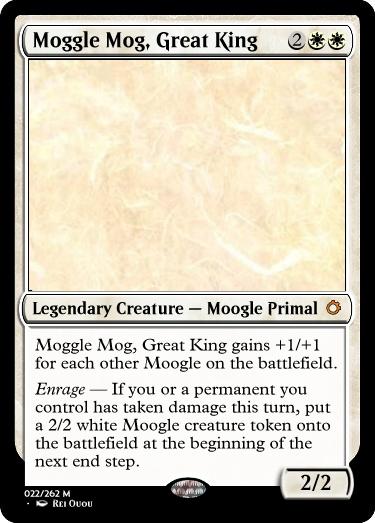 Moggle Mog, Great King 2
Legendary Creature — Moogle Primal
Moggle Mog, Great King gains +1/+1
for each other Moogle on the battlefield.
Enrage — If you or a permanent you
control has taken damage this turn, put
a 2/2 white Moogle creature token onto
the battlefield at the beginning of the
next end step.
2/2
022/262 M
· Rei Ouou